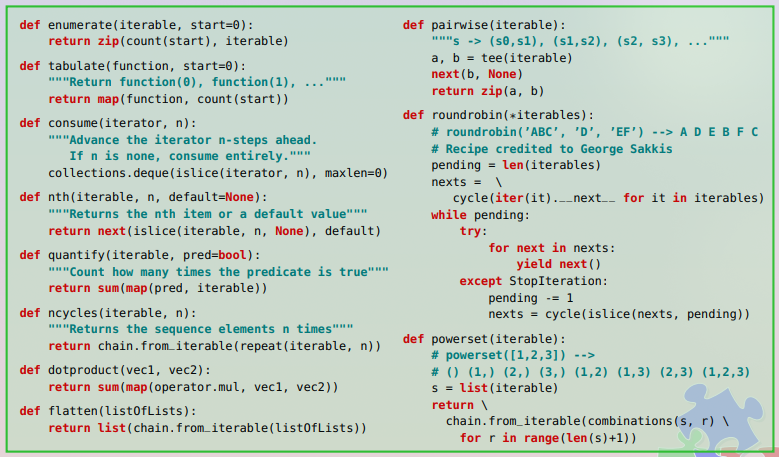 def enumerate(iterable, start=0):
    return zip(count(start), iterable)
def tabulate(function, start=0):
    """Return function(0), function(1), ..."""
    return map(function, count(start))
def consume(iterator, n):
    """Advance the iterator n-steps ahead.
       If n is none, consume entirely."""
    collections.deque(islice(iterator, n), maxlen=0)
def nth(iterable, n, default=None):
    """Returns the nth item or a default value"""
    return next(islice(iterable, n, None), default)
def quantify(iterable, pred=bool):
    """Count how many times the predicate is true"""
    return sum(map(pred, iterable))
def ncycles(iterable, n):
    """Returns the sequence elements n times"""
    return chain.from_iterable(repeat(iterable, n))
def dotproduct(vec1, vec2):
    return sum(map(operator.mul, vec1, vec2))
def flatten(listOfLists):
    return list(chain.from_iterable(listOfLists))
def pairwise(iterable):
    """s -> (s0,s1), (s1,s2), (s2, s3), ..."""
    a, b = tee(iterable)
    next(b, None)
    return zip(a, b)
def roundrobin(*iterables):
    # roundrobin(’ABC’, ’D’, ’EF’) --> A D E B F C
    # Recipe credited to George Sakkis
    pending = len(iterables)
    nexts =  \
       cycle(iter(it).__next__ for it in iterables)
    while pending:
        try:
            for next in nexts:
                yield next()
        except StopIteration:
            pending -= 1
            nexts = cycle(islice(nexts, pending))
def powerset(iterable):
    # powerset([1,2,3]) -->
    # () (1,) (2,) (3,) (1,2) (1,3) (2,3) (1,2,3)
    s = list(iterable)
    return \
      chain.from_iterable(combinations(s, r) \
        for r in range(len(s)+1))